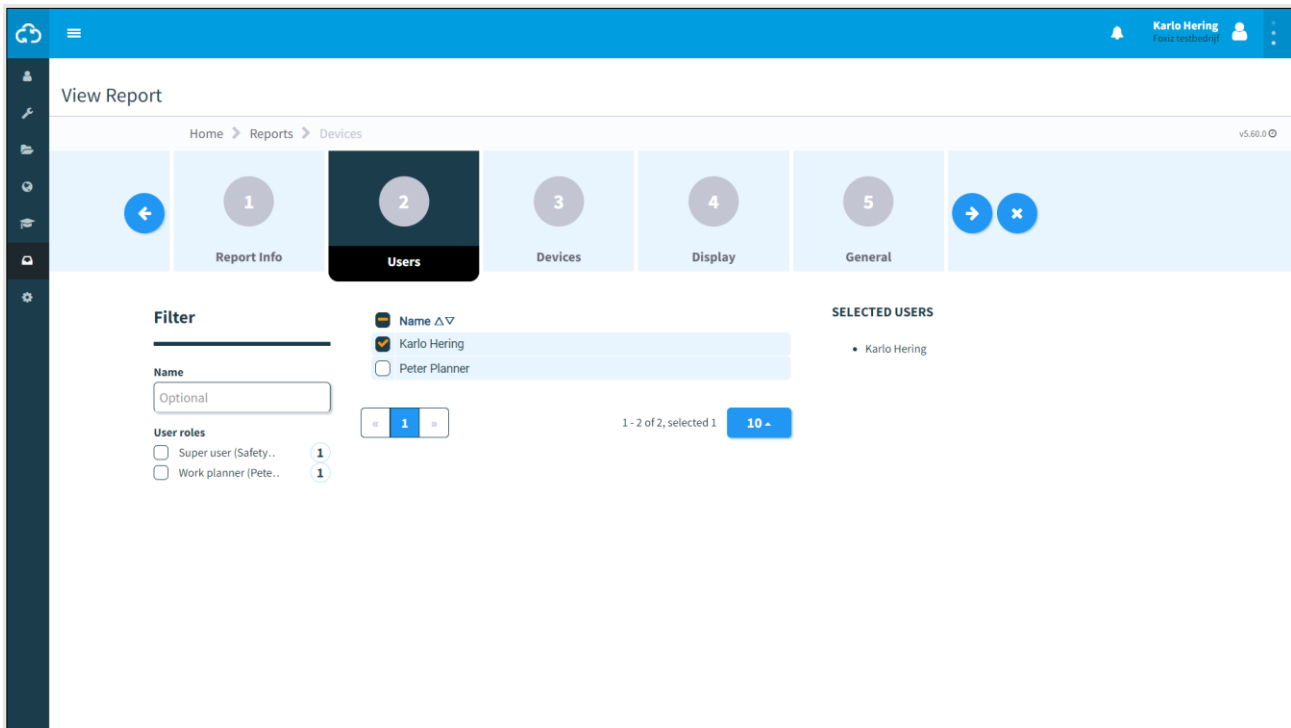 Karlo Hering
Foxiz testbedrijf
View Report
Home Reports Devices
v5.60.0
1
2
3
4
5
Report Info
Users
Devices
Display
General
Filter
Name
Optional
User roles
Super user (Safety..
1
Work planner (Pete..
1
Name △▽
Karlo Hering
Peter Planner
« 1 »
1 - 2 of 2, selected 1
10
SELECTED USERS
• Karlo Hering